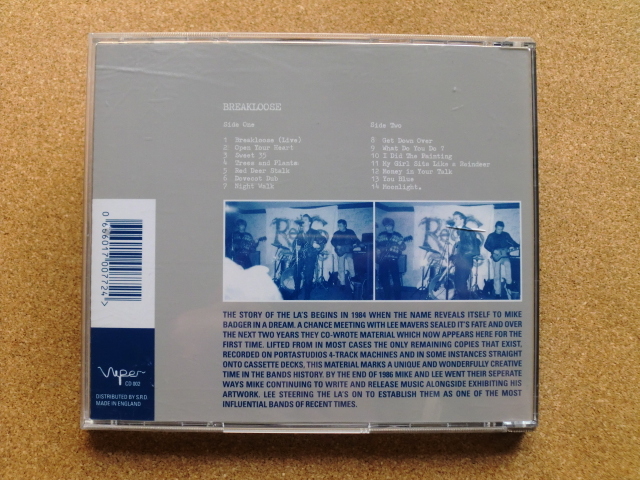 BREAKLOOSE
Side One
1 Breakloose (Live)
2 Open Your Heart
3 Sweet 35
4 Trees and Plants
5 Red Deer Stalk
6 Dovecot Dub
7 Night Walk
Side Two
8 Get Down Over
9 What Do You Do ?
10 I Did The Painting
11 My Girl Sits Like a Reindeer
12 Money in Your Talk
13 You Blue
14 Moonlight.
THE STORY OF THE LA'S BEGINS IN 1984 WHEN THE NAME REVEALS ITSELF TO MIKE
BADGER IN A DREAM. A CHANCE MEETING WITH LEE MAVERS SEALED IT'S FATE AND OVER
THE NEXT TWO YEARS THEY CO-WROTE MATERIAL WHICH NOW APPEARS HERE FOR THE
FIRST TIME. LIFTED FROM IN MOST CASES THE ONLY REMAINING COPIES THAT EXIST,
RECORDED ON PORTASTUDIOS 4-TRACK MACHINES AND IN SOME INSTANCES STRAIGHT
ONTO CASSETTE DECKS, THIS MATERIAL MARKS A UNIQUE AND WONDERFULLY CREATIVE
TIME IN THE BANDS HISTORY. BY THE END OF 1986 MIKE AND LEE WENT THEIR SEPERATE
WAYS MIKE CONTINUING TO WRITE AND RELEASE MUSIC ALONGSIDE EXHIBITING HIS
ARTWORK. LEE STEERING THE LA'S ON TO ESTABLISH THEM AS ONE OF THE MOST
INFLUENTIAL BANDS OF RECENT TIMES.
0 666017 007724 >
Viper
CD 002
DISTRIBUTED BY S.R.D
MADE IN ENGLAND